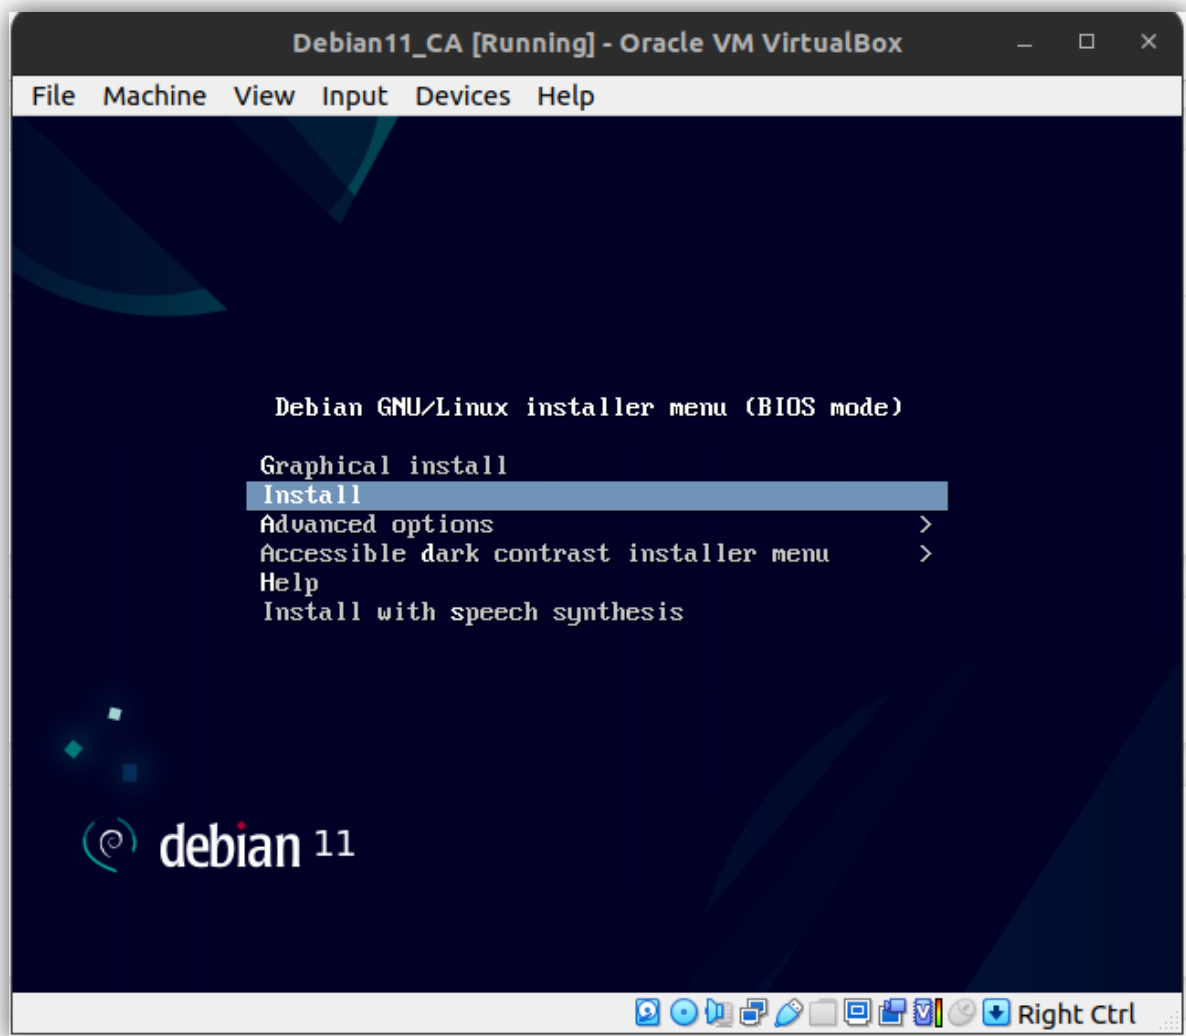 Debian11_CA [Running] - Oracle VM VirtualBox
File Machine View Input Devices Help
Debian GNU/Linux installer menu (BIOS mode)
Graphical install
Install
Advanced options >
Accessible dark contrast installer menu >
Help
Install with speech synthesis
debian 11
Right Ctrl